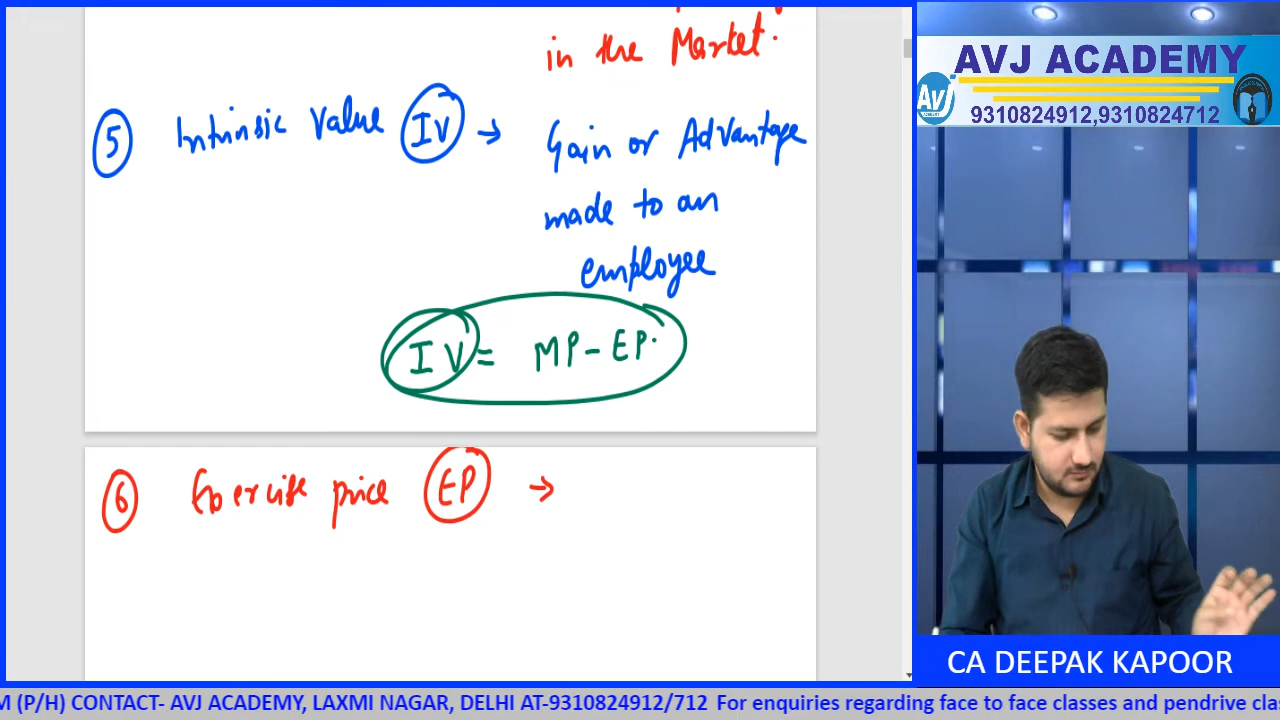 in the Market.
⑤ Intrinsic Value (IV) → Gain or Advantage
made to an
employee
IV = MP - EP.
⑥ Exercise price (EP) →
AVJ ACADEMY
AVJ
9310824912,9310824712
CA DEEPAK KAPOOR
M (P/H) CONTACT- AVJ ACADEMY, LAXMI NAGAR, DELHI AT-9310824912/712 For enquiries regarding face to face classes and pendrive cla